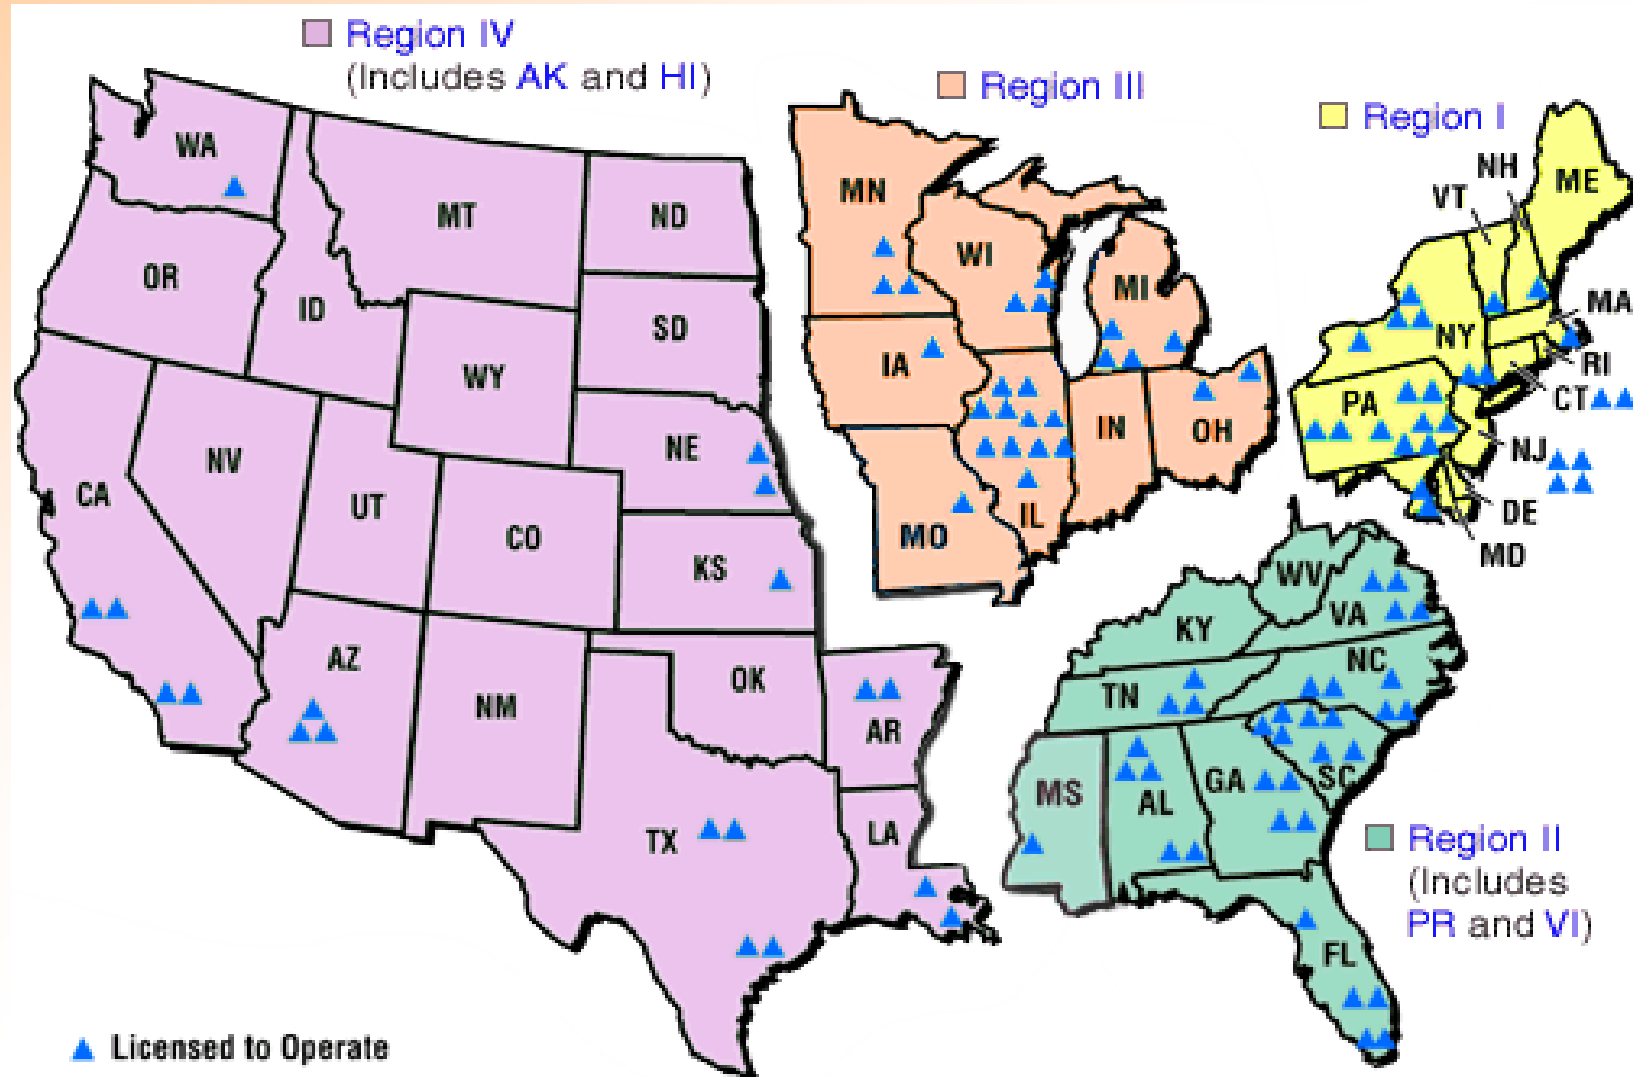 Region IV
(Includes AK and HI)
Region III
Region I
NH
VT
ME
WA
MT
ND
MN
WI
MI
MA
OR
ID
SD
NY
RI
WY
IA
CT
PA
IN
OH
NE
NV
CA
UT
CO
MO
IL
NJ
DE
MD
KS
WV
VA
KY
AZ
NM
OK
NC
TN
AR
MS
AL
GA
SC
TX
LA
Region II
(Includes
PR and VI)
FL
Licensed to Operate